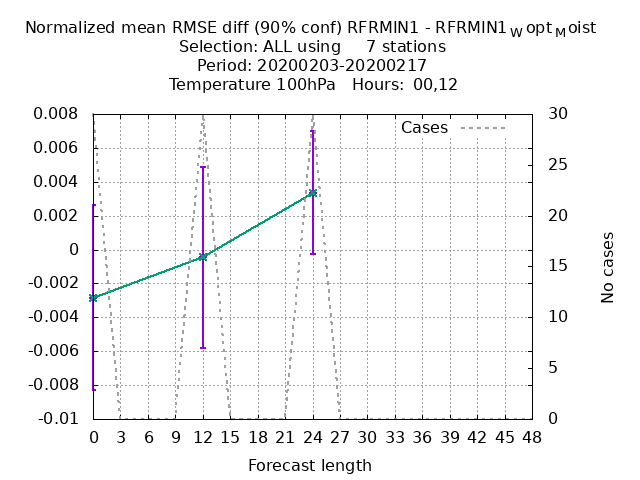 Normalized mean RMSE diff (90% conf) RFRMIN1 - RFRMIN1WoptMoist
Selection: ALL using 7 stations
Period: 20200203-20200217
Temperature 100hPa Hours: 00,12
Cases
0.008
0.006
0.004
0.002
0
-0.002
-0.004
-0.006
-0.008
-0.01
30
25
20
15
10
5
0
No cases
0 3 6 9 12 15 18 21 24 27 30 33 36 39 42 45 48
Forecast length